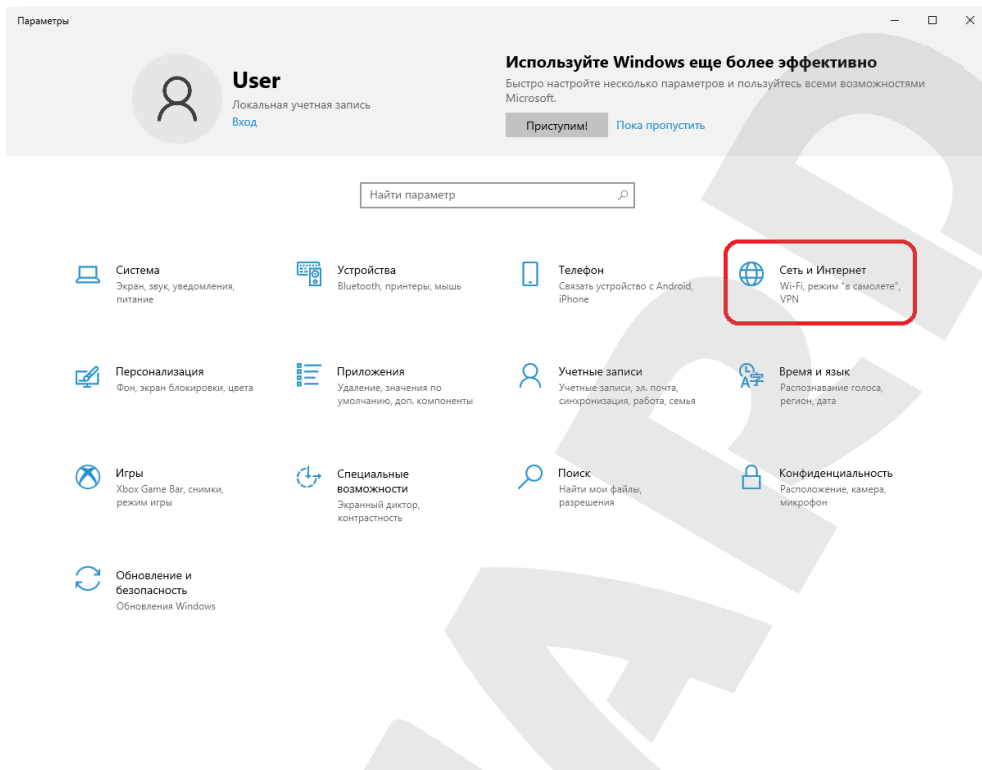 Параметры
User
Локальная учетная запись
Вход
Используйте Windows еще более эффективно
Быстро настройте несколько параметров и пользуйтесь всеми возможностями
Microsoft.
Приступим!
Пока пропустить
Найти параметр
Система
Экран, звук, уведомления,
питание
Устройства
Bluetooth, принтеры, мышь
Телефон
Связать устройство с Android,
iPhone
Сеть и Интернет
Wi-Fi, режим "в самолете",
VPN
Персонализация
Фон, экран блокировки, цвета
Приложения
Удаление, значения по
умолчанию, доп. компоненты
Учетные записи
Учетные записи, эл. почта,
синхронизация, работа, семья
Время и язык
Распознавание голоса,
регион, дата
Игры
Xbox Game Bar, снимки,
режим игры
Специальные
возможности
Экранный диктор,
контрастность
Поиск
Найти мои файлы,
разрешения
Конфиденциальность
Расположение, камера,
микрофон
Обновление и
безопасность
Обновления Windows